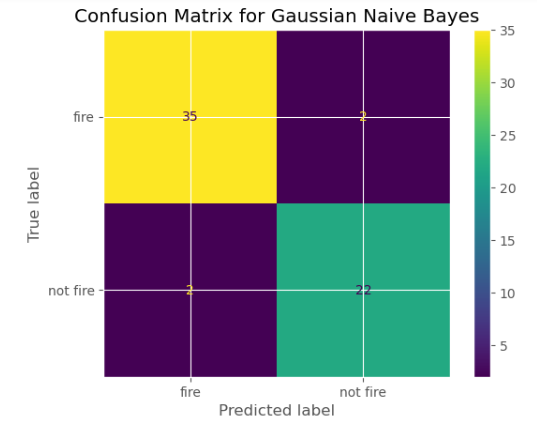 Confusion Matrix for Gaussian Naive Bayes
35
30
25
20
15
10
5
True label
fire
not fire
35
2
2
22
fire
not fire
Predicted label